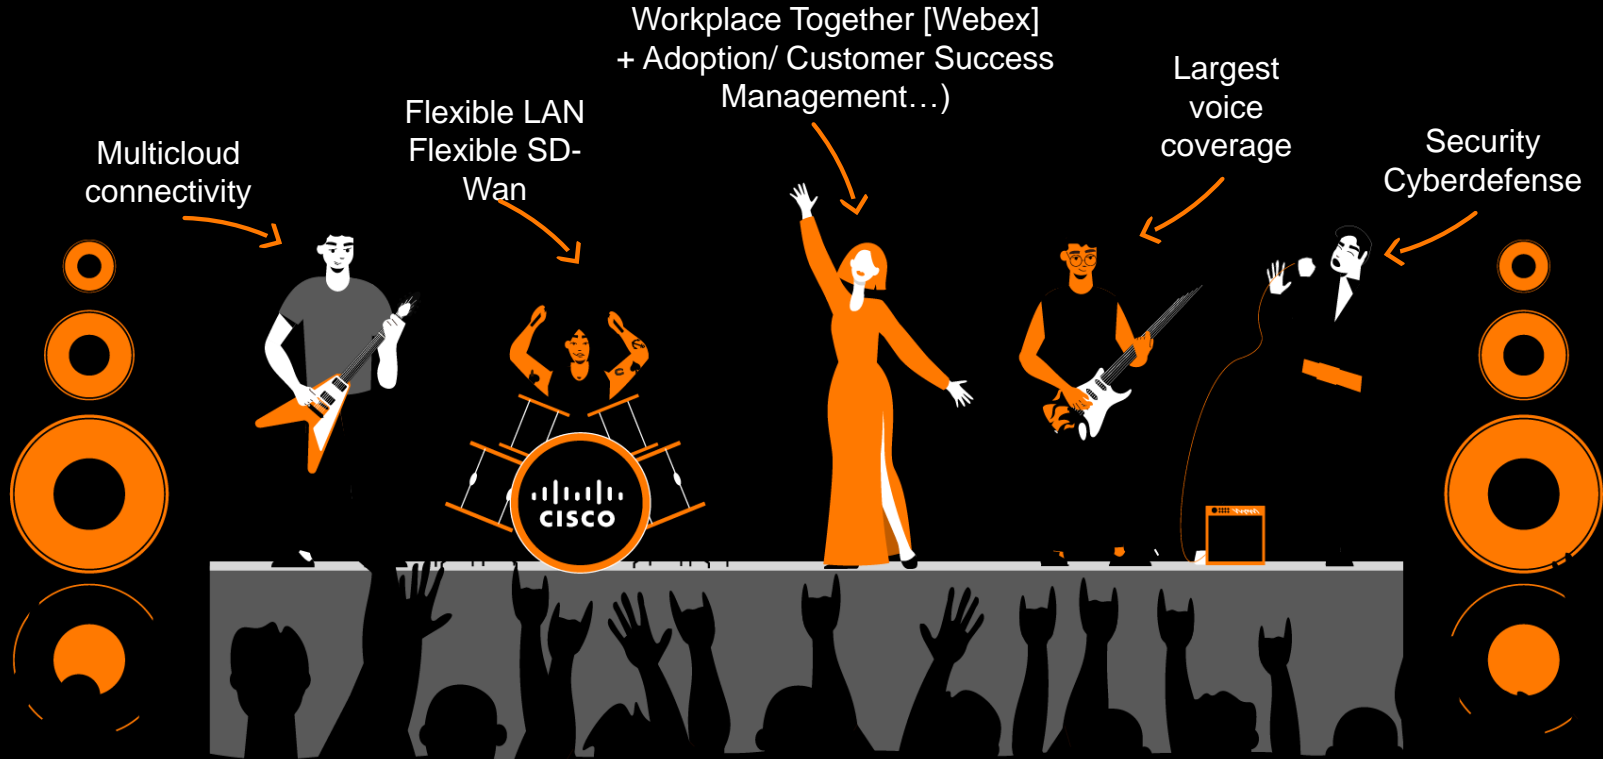 Workplace Together [Webex]
+ Adoption/ Customer Success
Management…)
Largest
voice
coverage
Flexible LAN
Flexible SD-
Wan
Multicloud
connectivity
Security
Cyberdefense
CISCO